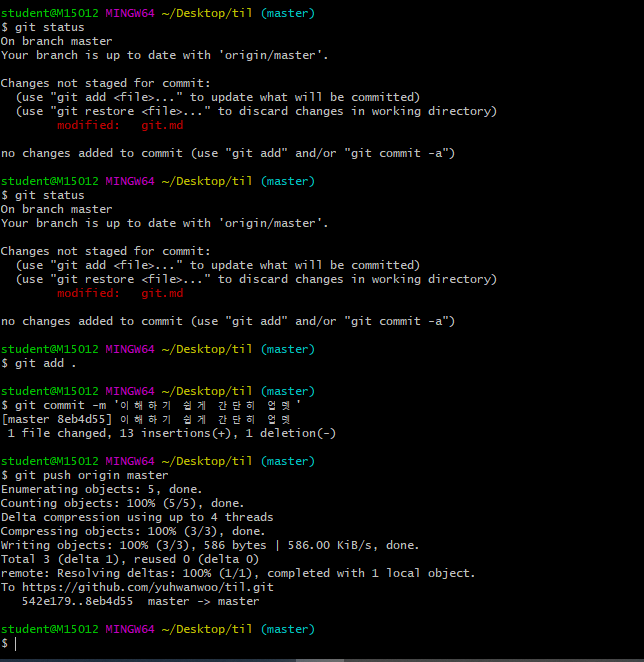 student@M15012 MINGW64 ~/Desktop/til (master)
$ git status
On branch master
Your branch is up to date with 'origin/master'.
Changes not staged for commit:
(use "git add <file>..." to update what will be committed)
(use "git restore <file>..." to discard changes in working directory)
modified: git.md
no changes added to commit (use "git add" and/or "git commit -a")
student@M15012 MINGW64 ~/Desktop/til (master)
$ git status
On branch master
Your branch is up to date with 'origin/master'.
Changes not staged for commit:
(use "git add <file>..." to update what will be committed)
(use "git restore <file>..." to discard changes in working directory)
modified: git.md
no changes added to commit (use "git add" and/or "git commit -a")
student@M15012 MINGW64 ~/Desktop/til (master)
$ git add .
student@M15012 MINGW64 ~/Desktop/til (master)
$ git commit -m '이해하기 쉽게 간단히 업뎃'
[master 8eb4d55] 이해하기 쉽게 간단히 업뎃
1 file changed, 13 insertions(+), 1 deletion(-)
student@M15012 MINGW64 ~/Desktop/til (master)
$ git push origin master
Enumerating objects: 5, done.
Counting objects: 100% (5/5), done.
Delta compression using up to 4 threads
Compressing objects: 100% (3/3), done.
Writing objects: 100% (3/3), 586 bytes | 586.00 KiB/s, done.
Total 3 (delta 1), reused 0 (delta 0)
remote: Resolving deltas: 100% (1/1), completed with 1 local object.
To https://github.com/yuhwanwoo/til.git
542e179..8eb4d55 master -> master
student@M15012 MINGW64 ~/Desktop/til (master)
$